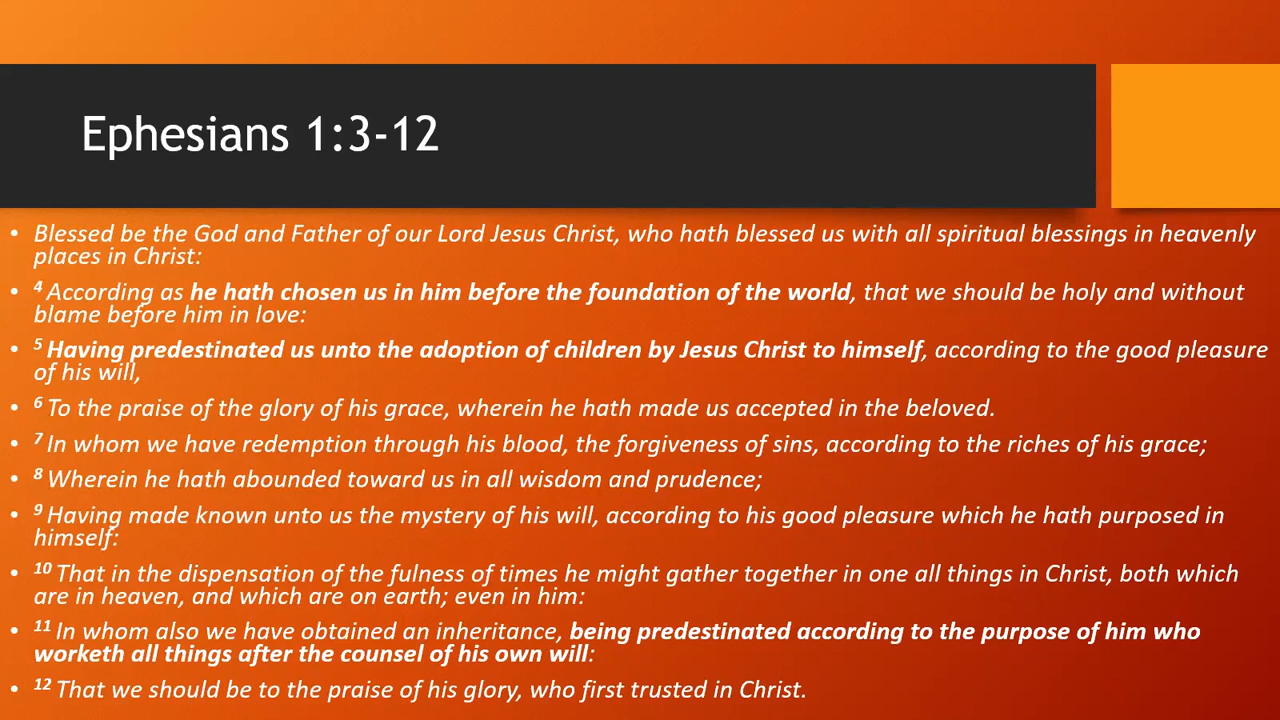 Ephesians 1:3-12
• Blessed be the God and Father of our Lord Jesus Christ, who hath blessed us with all spiritual blessings in heavenly
places in Christ:
• 4 According as he hath chosen us in him before the foundation of the world, that we should be holy and without
blame before him in love:
• 5 Having predestinated us unto the adoption of children by Jesus Christ to himself, according to the good pleasure
of his will,
• 6 To the praise of the glory of his grace, wherein he hath made us accepted in the beloved.
• 7 In whom we have redemption through his blood, the forgiveness of sins, according to the riches of his grace;
• 8 Wherein he hath abounded toward us in all wisdom and prudence;
• 9 Having made known unto us the mystery of his will, according to his good pleasure which he hath purposed in
himself:
• 10 That in the dispensation of the fulness of times he might gather together in one all things in Christ, both which
are in heaven, and which are on earth; even in him:
• 11 In whom also we have obtained an inheritance, being predestinated according to the purpose of him who
worketh all things after the counsel of his own will:
• 12 That we should be to the praise of his glory, who first trusted in Christ.